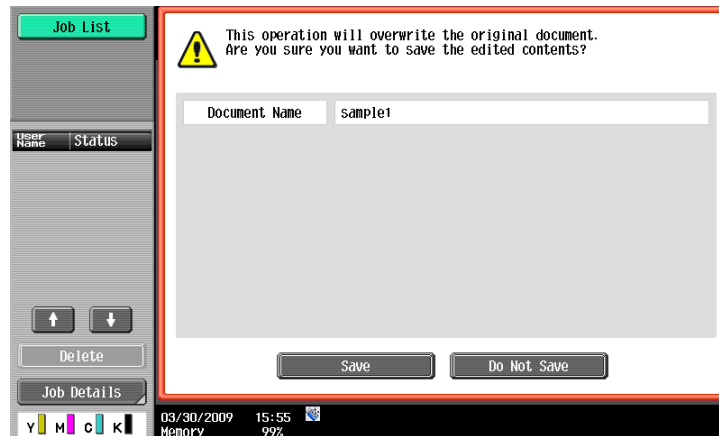 Job List
This operation will overwrite the original document.
Are you sure you want to save the edited contents?
Document Name sample1
User Name Status
Delete
Save Do Not Save
Job Details
Y M C K
03/30/2009 15:55
Memory 99%